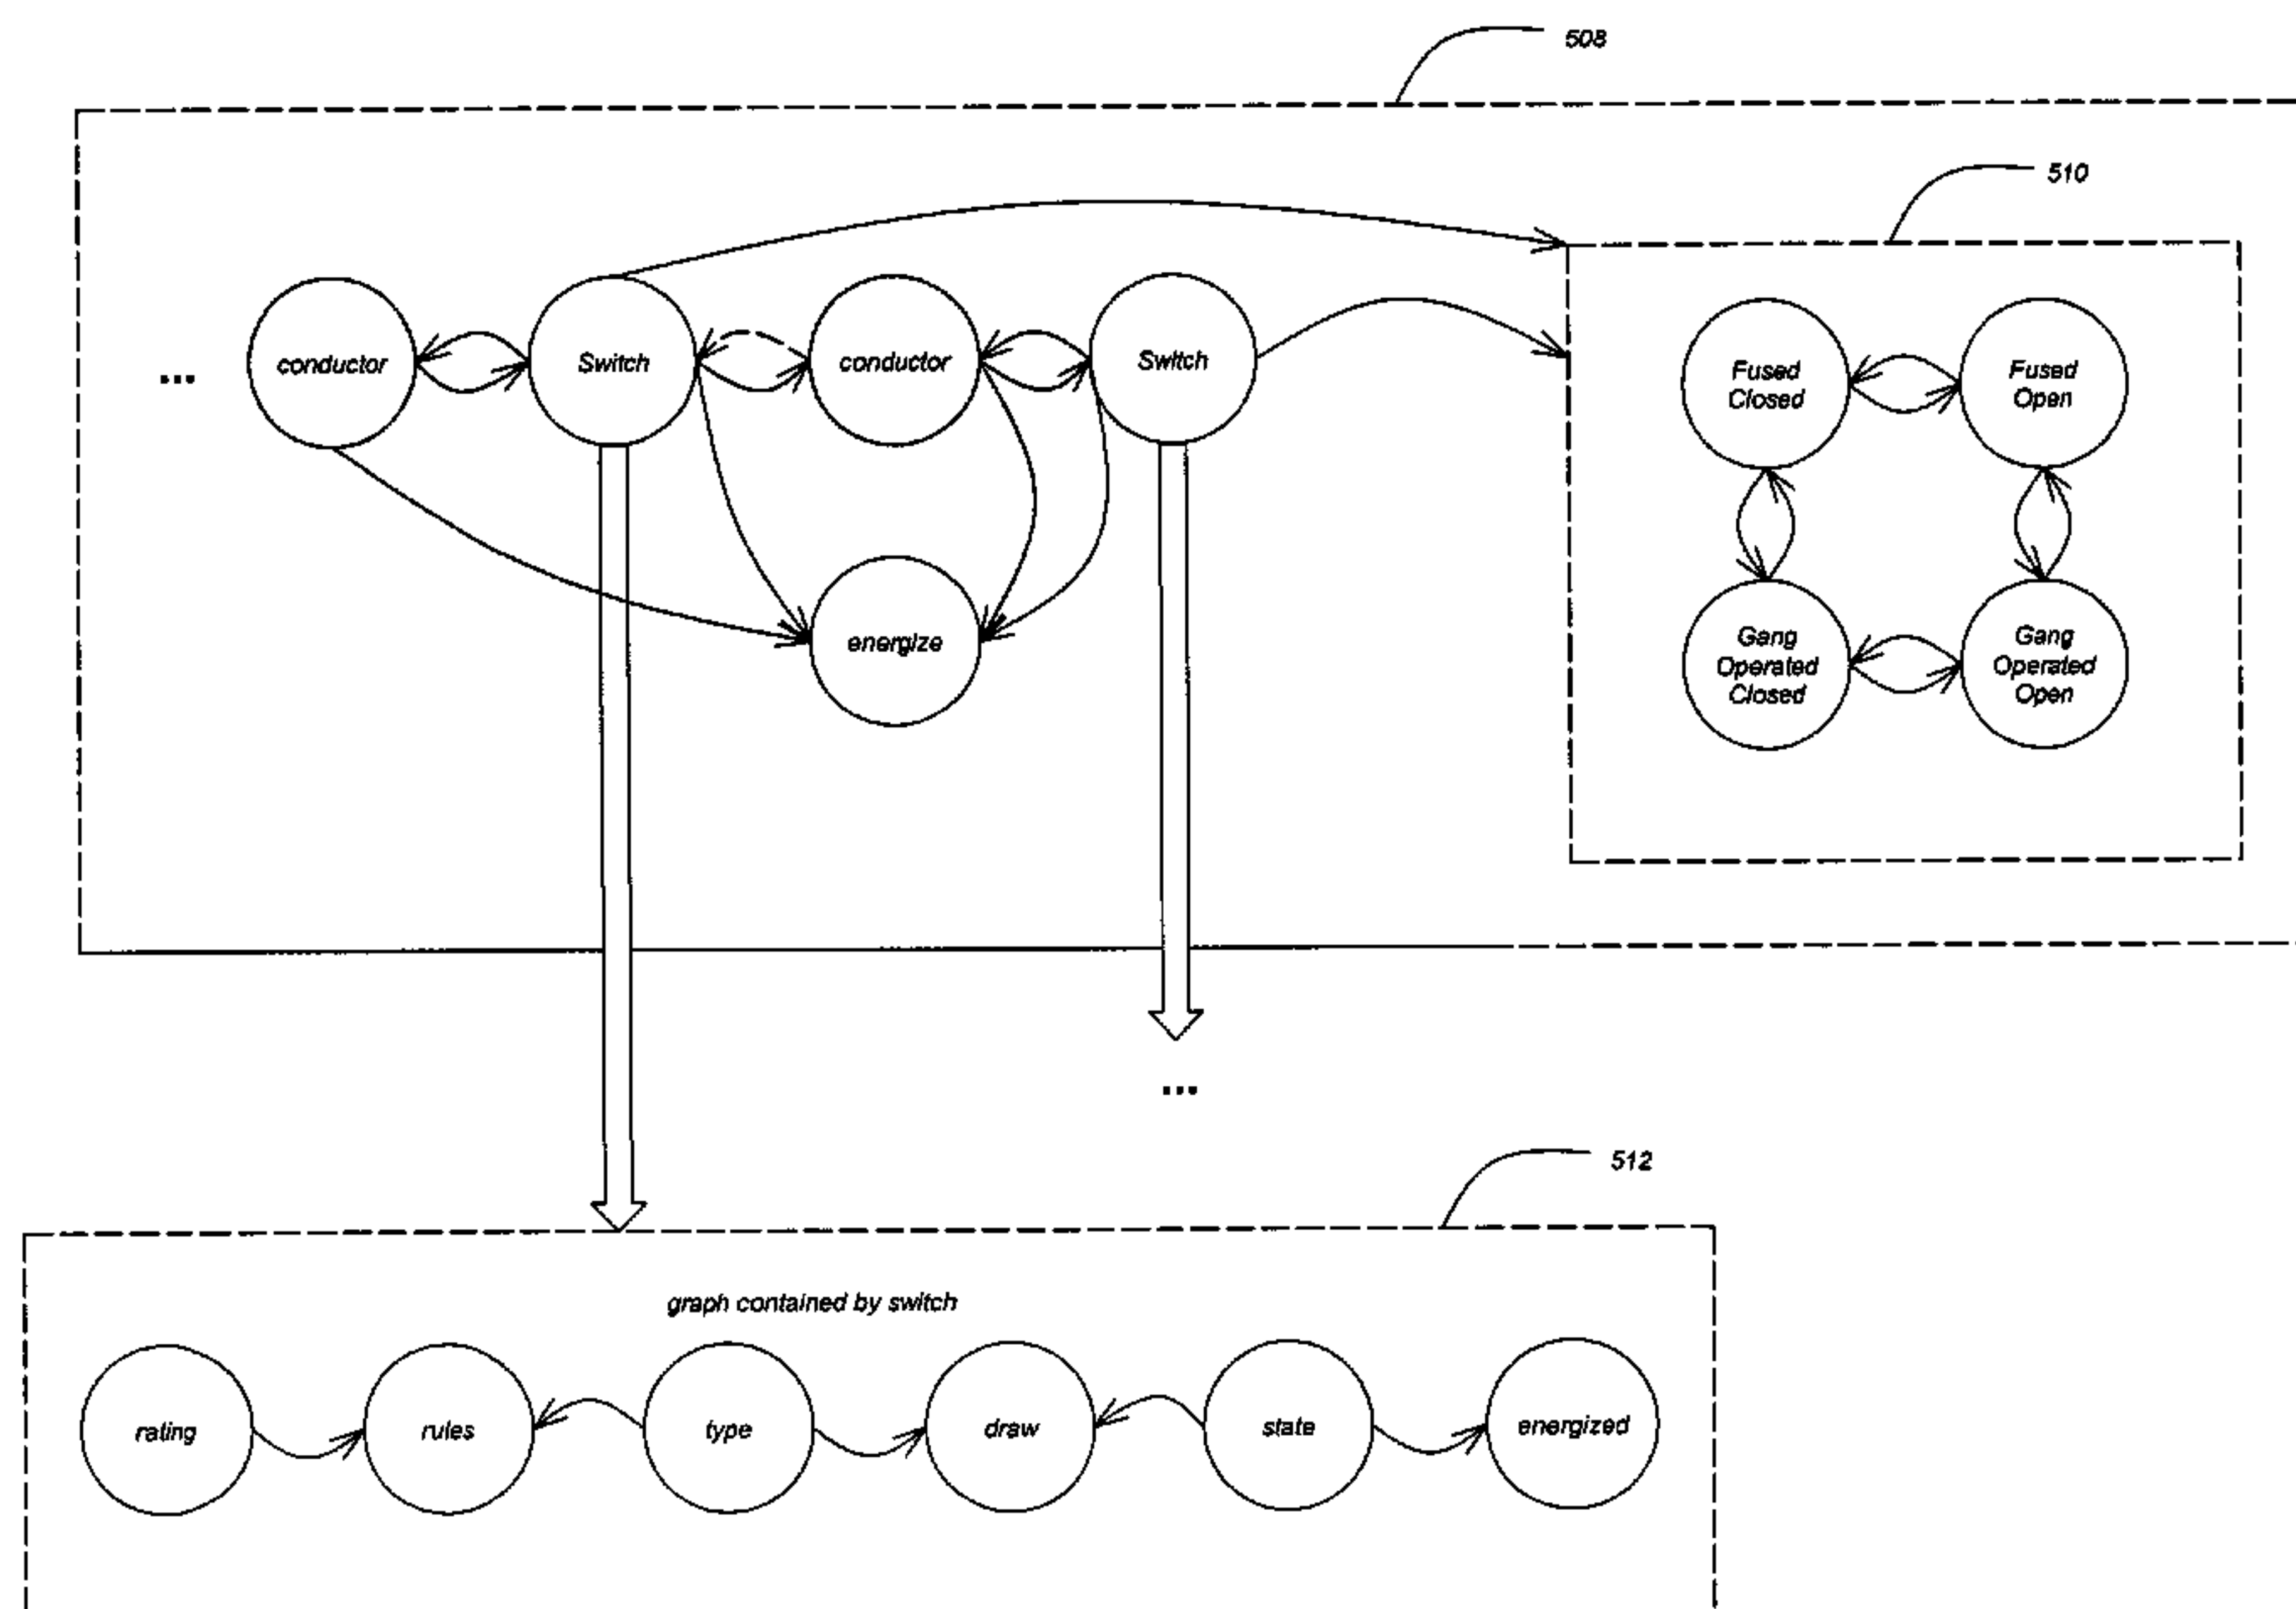 508
510
... conductor Switch conductor Switch
Fused
Closed
Fused
Open
energize
Gang
Operated
Closed
Gang
Operated
Open
...
512
graph contained by switch
rating rules type draw state energized